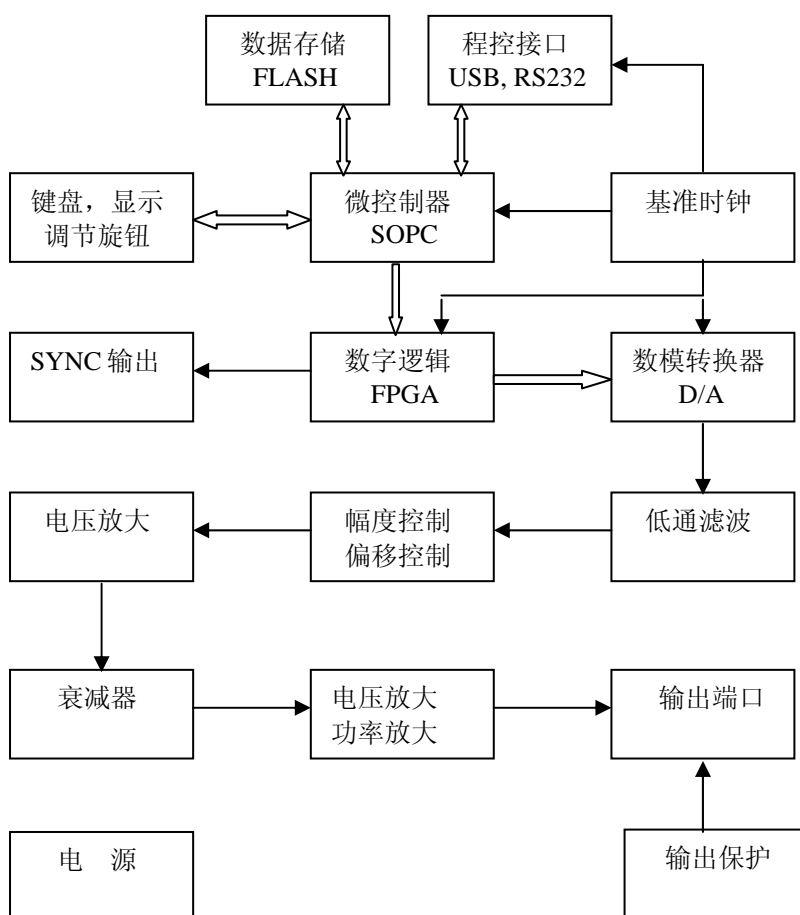 数据存储
FLASH
程控接口
USB, RS232
键盘，显示
调节旋钮
微控制器
SOPC
基准时钟
SYNC 输出
数字逻辑
FPGA
数模转换器
D/A
电压放大
幅度控制
偏移控制
低通滤波
衰减器
电压放大
功率放大
输出端口
电 源
输出保护